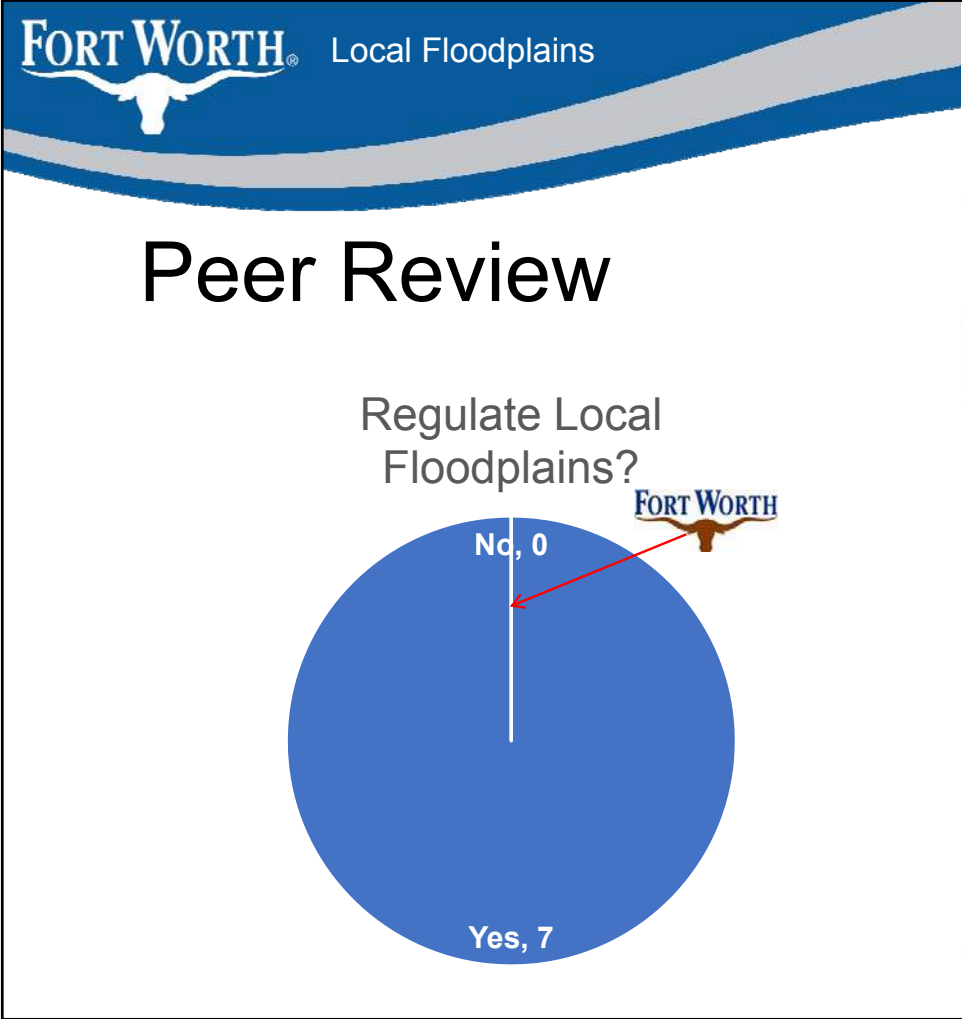 FORT WORTH® Local Floodplains
Peer Review
Regulate Local
Floodplains?
FORT WORTH
No, 0
Yes, 7